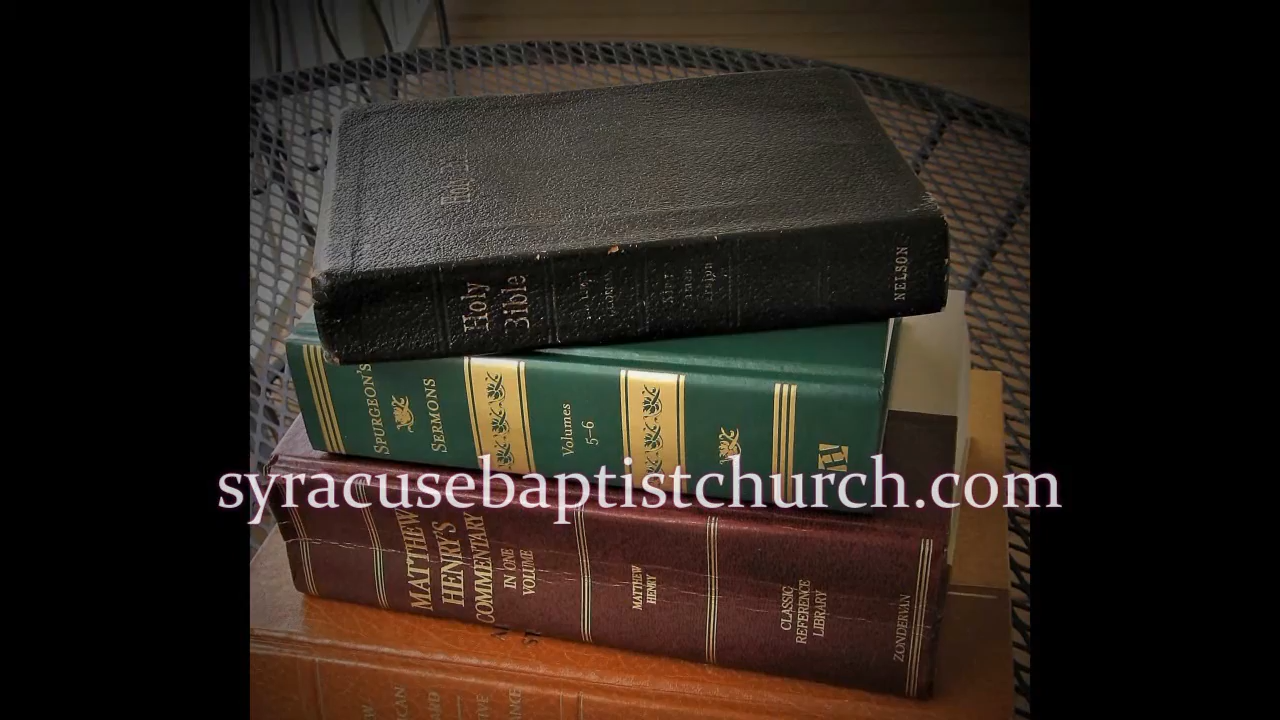 Holy
Holy
Bible
NELSON
SPURGEON'S
SERMONS
Volumes
5-6
syracusebaptistchurch.com
MATTHEW
HENRY'S
COMMENTARY
IN ONE
VOLUME
MATTHEW
HENRY
CLASSIC
REFERENCE
LIBRARY
ZONDERVAN